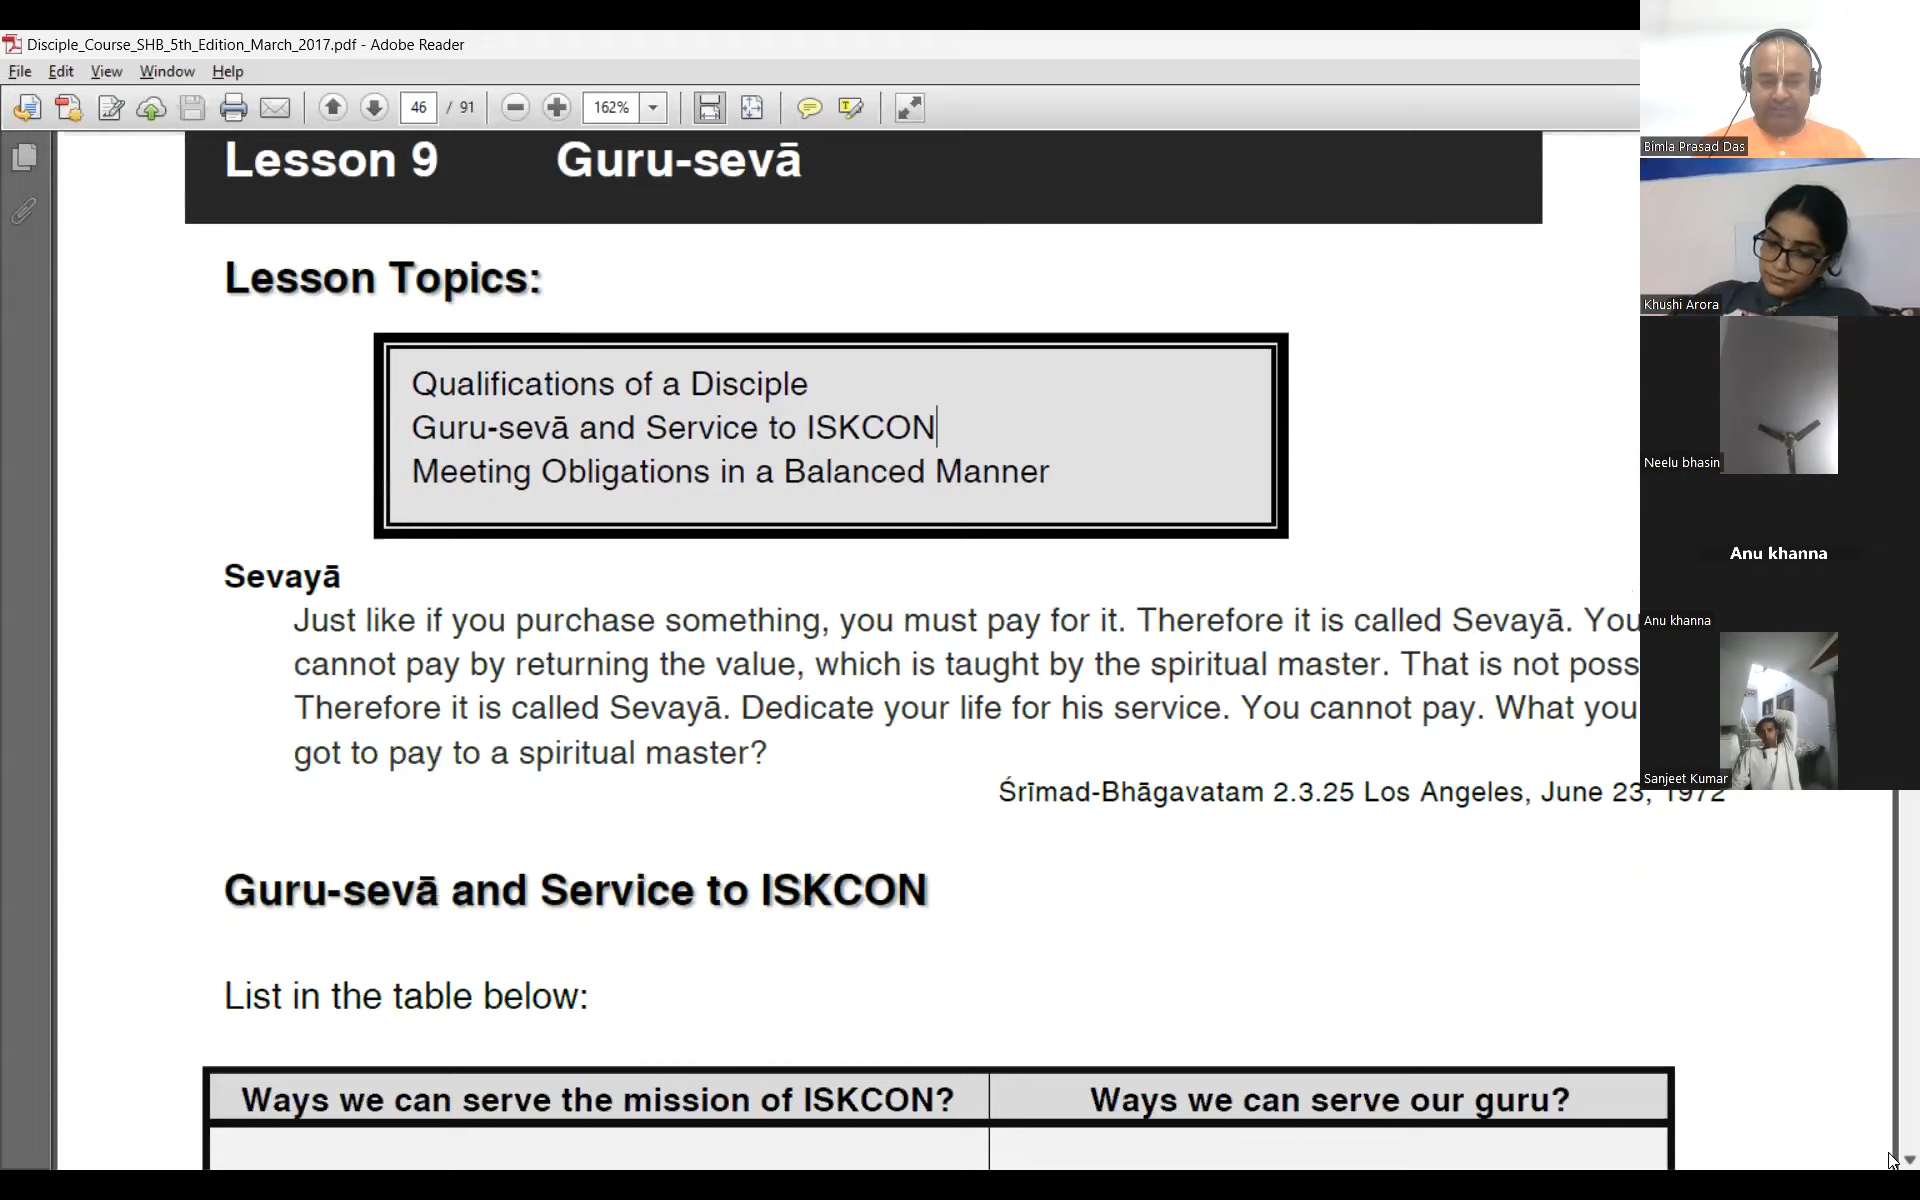 Disciple_Course_SHB_5th_Edition_March_2017.pdf - Adobe Reader
File Edit View Window Help
46 / 91 162%
Lesson 9 Guru-sevā
Lesson Topics:
Qualifications of a Disciple
Guru-sevā and Service to ISKCON
Meeting Obligations in a Balanced Manner
Sevayā
Just like if you purchase something, you must pay for it. Therefore it is called Sevayā. You
cannot pay by returning the value, which is taught by the spiritual master. That is not poss
Therefore it is called Sevayā. Dedicate your life for his service. You cannot pay. What you
got to pay to a spiritual master?
Śrīmad-Bhāgavatam 2.3.25 Los Angeles, June 23, 1972
Guru-sevā and Service to ISKCON
List in the table below:
Ways we can serve the mission of ISKCON? Ways we can serve our guru?
Bimla Prasad Das
Khushi Arora
Neelu bhasin
Anu khanna
Anu khanna
Sanjeet Kumar